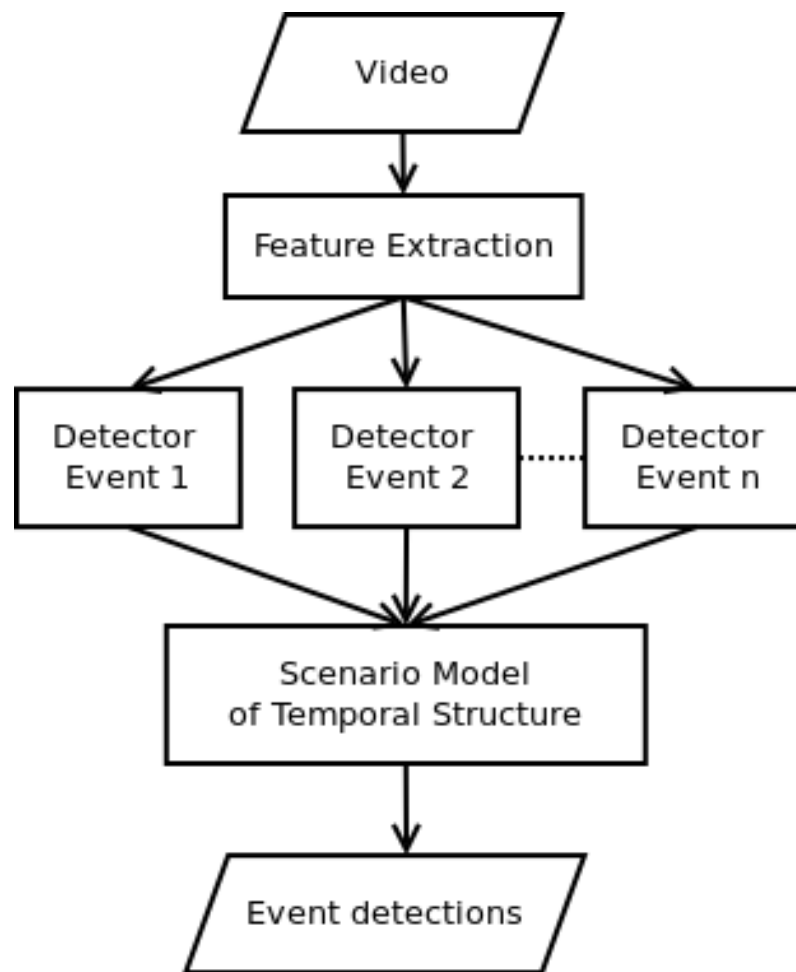 Video
Feature Extraction
Detector
Event 1
Detector
Event 2
Detector
Event n
Scenario Model
of Temporal Structure
Event detections